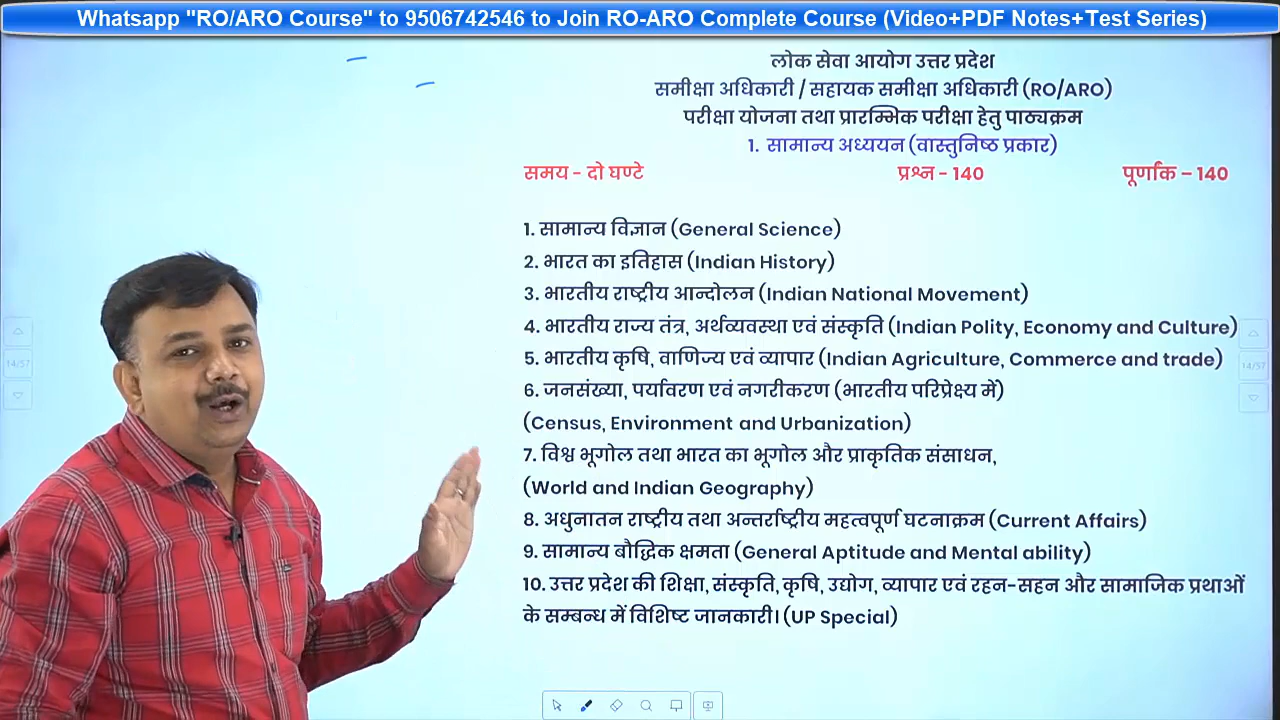 Whatsapp "RO/ARO Course" to 9506742546 to Join RO-ARO Complete Course (Video+PDF Notes+Test Series)
लोक सेवा आयोग उत्तर प्रदेश
समीक्षा अधिकारी / सहायक समीक्षा अधिकारी (RO/ARO)
परीक्षा योजना तथा प्रारम्भिक परीक्षा हेतु पाठ्यक्रम
1. सामान्य अध्ययन (वास्तुनिष्ठ प्रकार)
समय - दो घण्टे प्रश्न - 140 पूर्णांक – 140
1. सामान्य विज्ञान (General Science)
2. भारत का इतिहास (Indian History)
3. भारतीय राष्ट्रीय आन्दोलन (Indian National Movement)
4. भारतीय राज्य तंत्र, अर्थव्यवस्था एवं संस्कृति (Indian Polity, Economy and Culture)
5. भारतीय कृषि, वाणिज्य एवं व्यापार (Indian Agriculture, Commerce and trade)
6. जनसंख्या, पर्यावरण एवं नगरीकरण (भारतीय परिप्रेक्ष्य में)
(Census, Environment and Urbanization)
7. विश्व भूगोल तथा भारत का भूगोल और प्राकृतिक संसाधन,
(World and Indian Geography)
8. अधुनातन राष्ट्रीय तथा अन्तर्राष्ट्रीय महत्वपूर्ण घटनाक्रम (Current Affairs)
9. सामान्य बौद्धिक क्षमता (General Aptitude and Mental ability)
10. उत्तर प्रदेश की शिक्षा, संस्कृति, कृषि, उद्योग, व्यापार एवं रहन-सहन और सामाजिक प्रथाओं
के सम्बन्ध में विशिष्ट जानकारी। (UP Special)
14/57
14/57